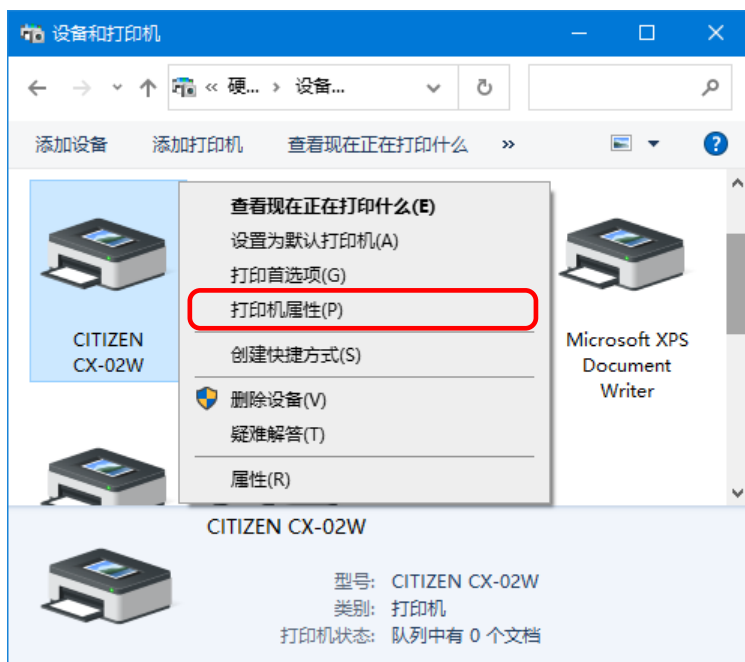 设备和打印机
« 硬... › 设备...
添加设备 添加打印机 查看现在正在打印什么 »
查看现在正在打印什么(E)
设置为默认打印机(A)
打印首选项(G)
打印机属性(P)
创建快捷方式(S)
删除设备(V)
疑难解答(T)
属性(R)
CITIZEN
CX-02W
Microsoft XPS
Document
Writer
CITIZEN CX-02W
型号: CITIZEN CX-02W
类别: 打印机
打印机状态: 队列中有 0 个文档